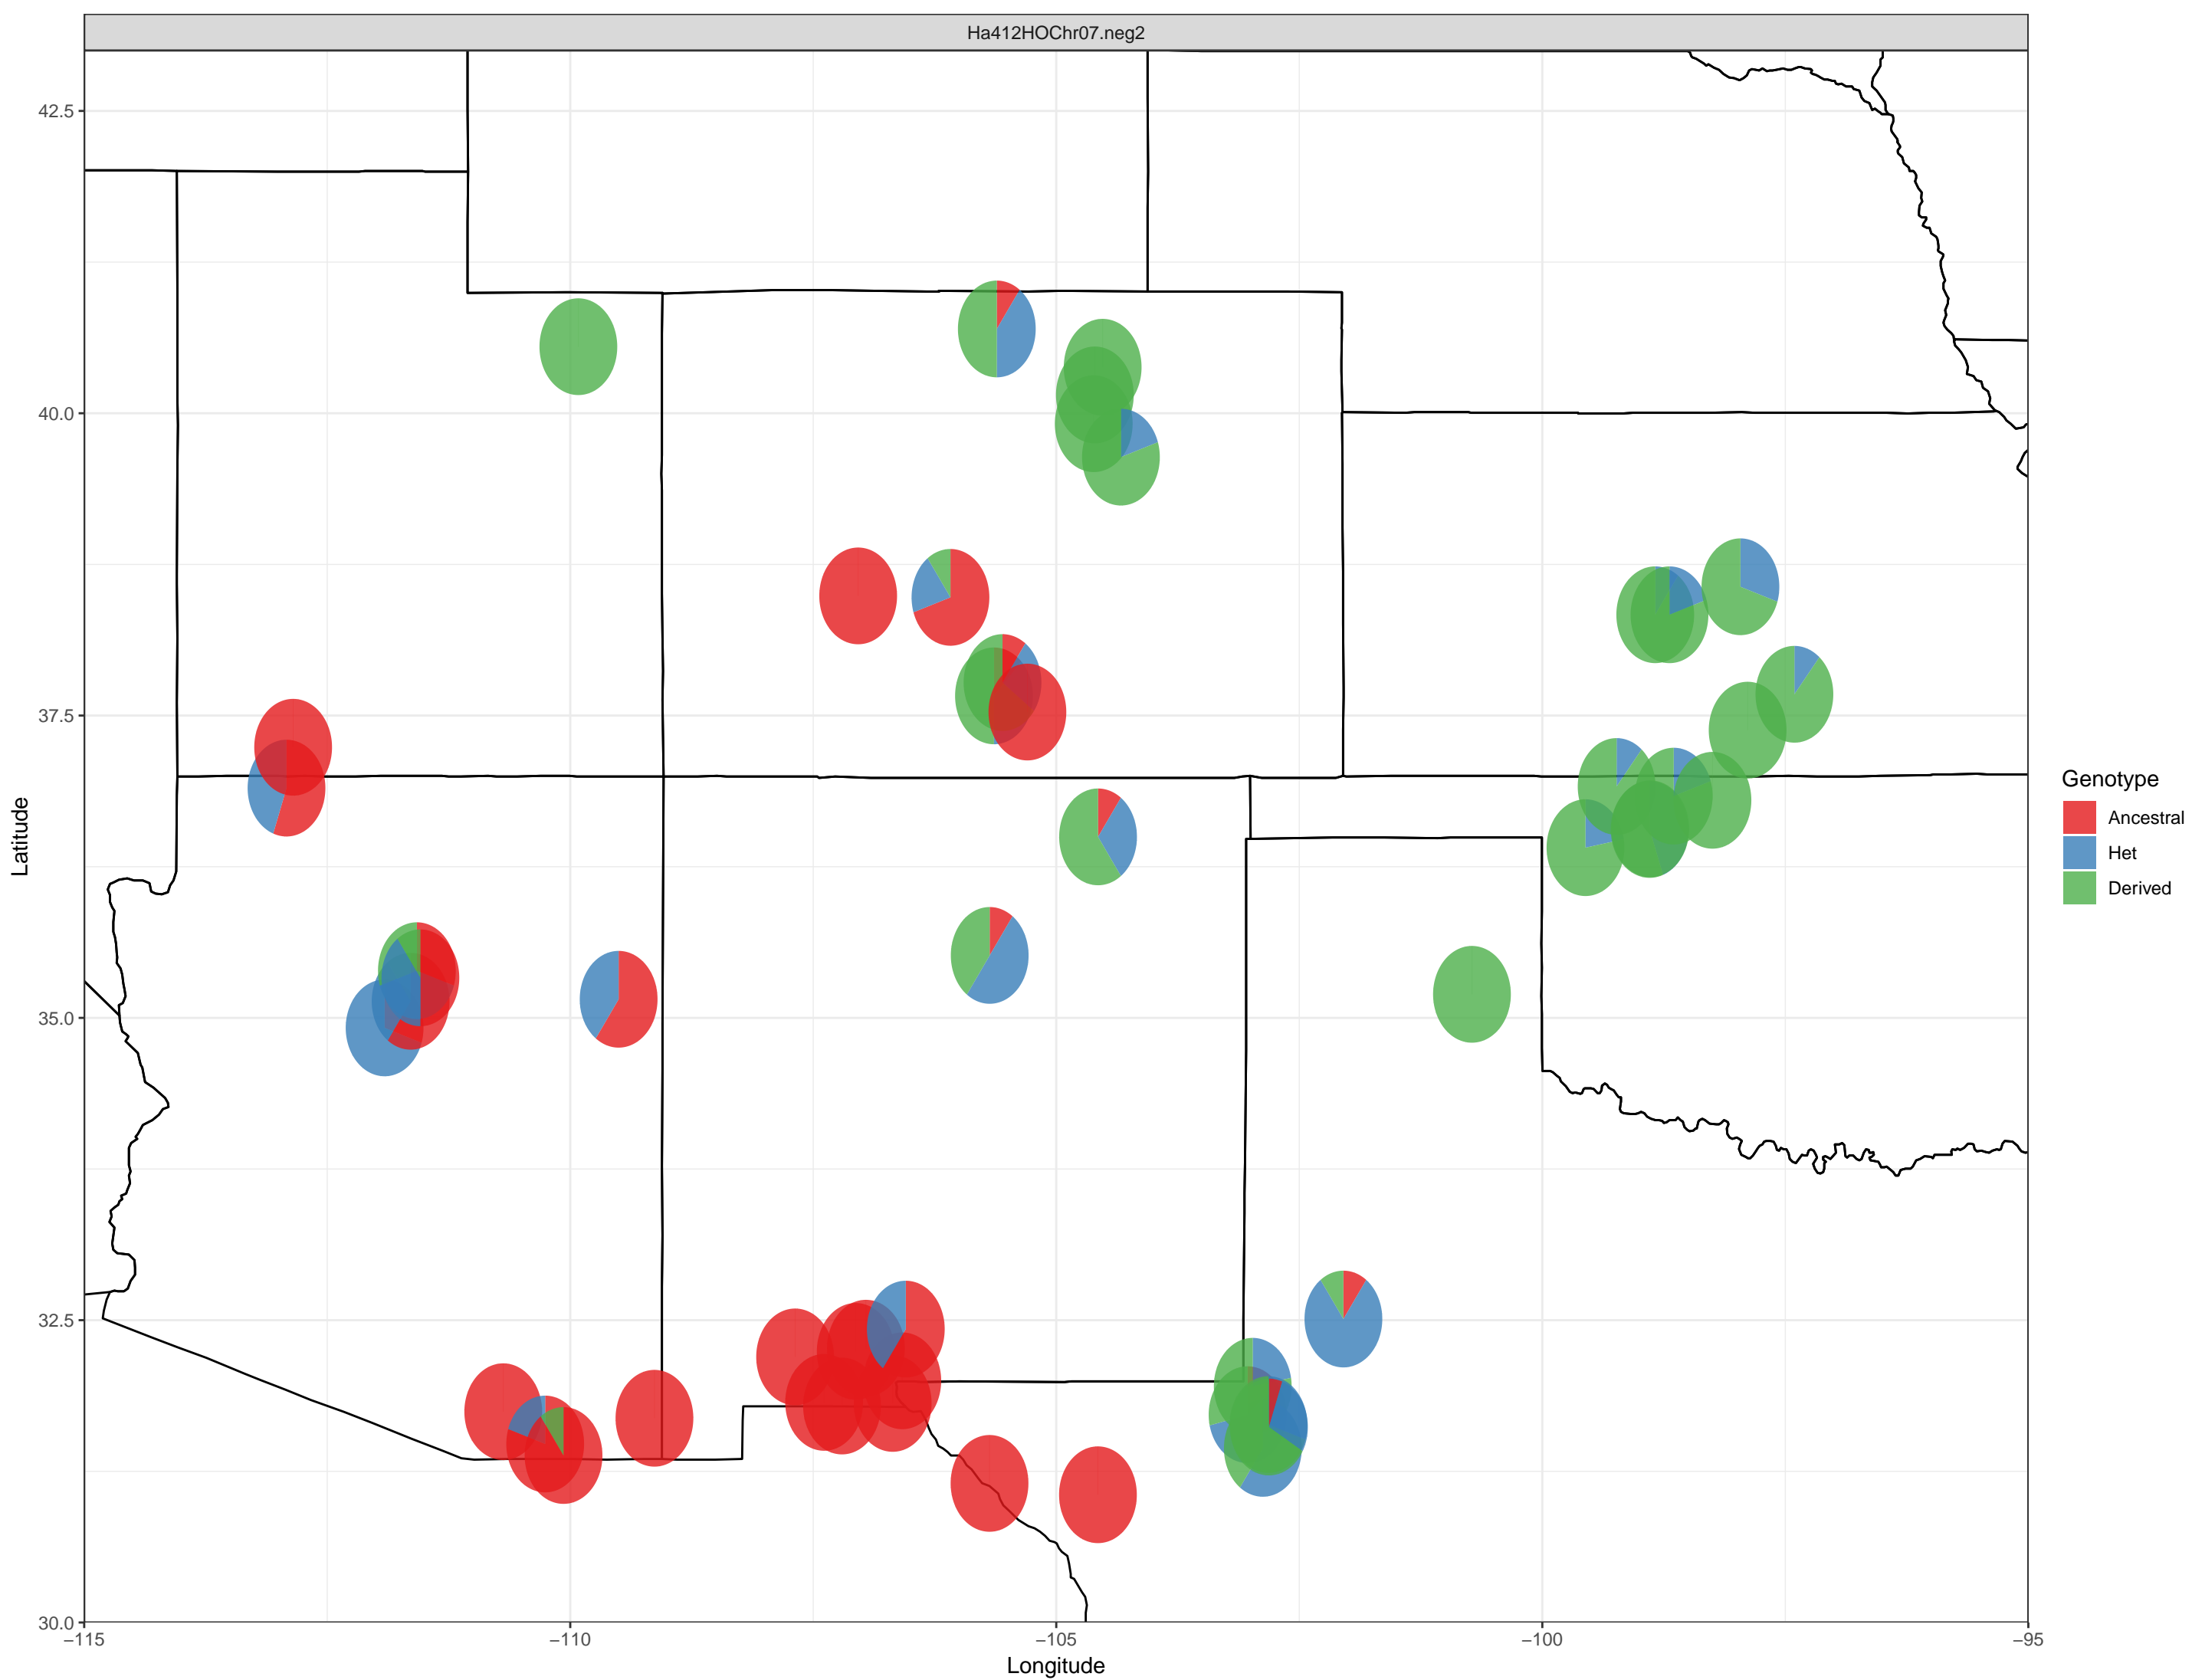 Ha412HOChr07.neg2
42.5
40.0
37.5
35.0
32.5
30.0
Latitude
−115
−110
−105
−100
−95
Longitude
Genotype
Ancestral
Het
Derived